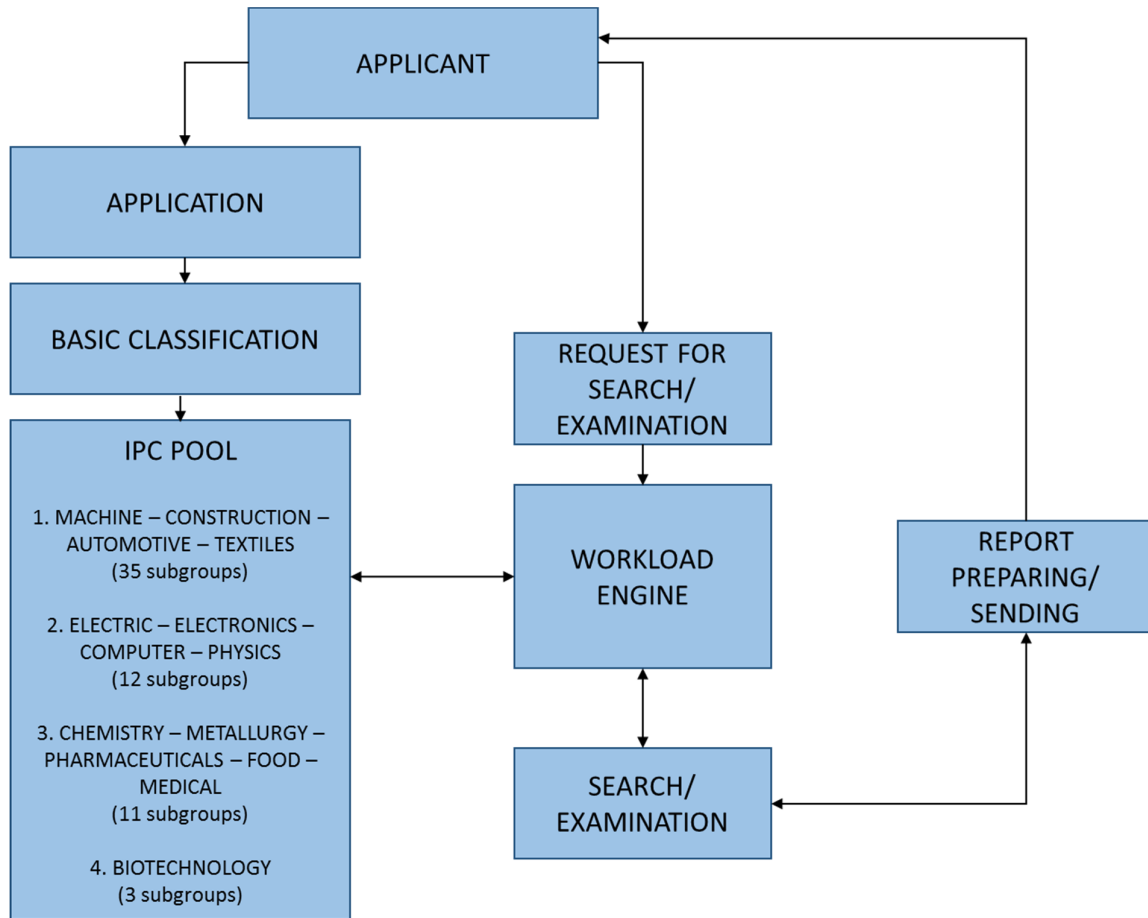 APPLICANT
APPLICATION
BASIC CLASSIFICATION
REQUEST FOR
SEARCH/
EXAMINATION
IPC POOL
1. MACHINE – CONSTRUCTION –
AUTOMOTIVE – TEXTILES
(35 subgroups)
2. ELECTRIC – ELECTRONICS –
COMPUTER – PHYSICS
(12 subgroups)
3. CHEMISTRY – METALLURGY –
PHARMACEUTICALS – FOOD –
MEDICAL
(11 subgroups)
4. BIOTECHNOLOGY
(3 subgroups)
WORKLOAD
ENGINE
REPORT
PREPARING/
SENDING
SEARCH/
EXAMINATION